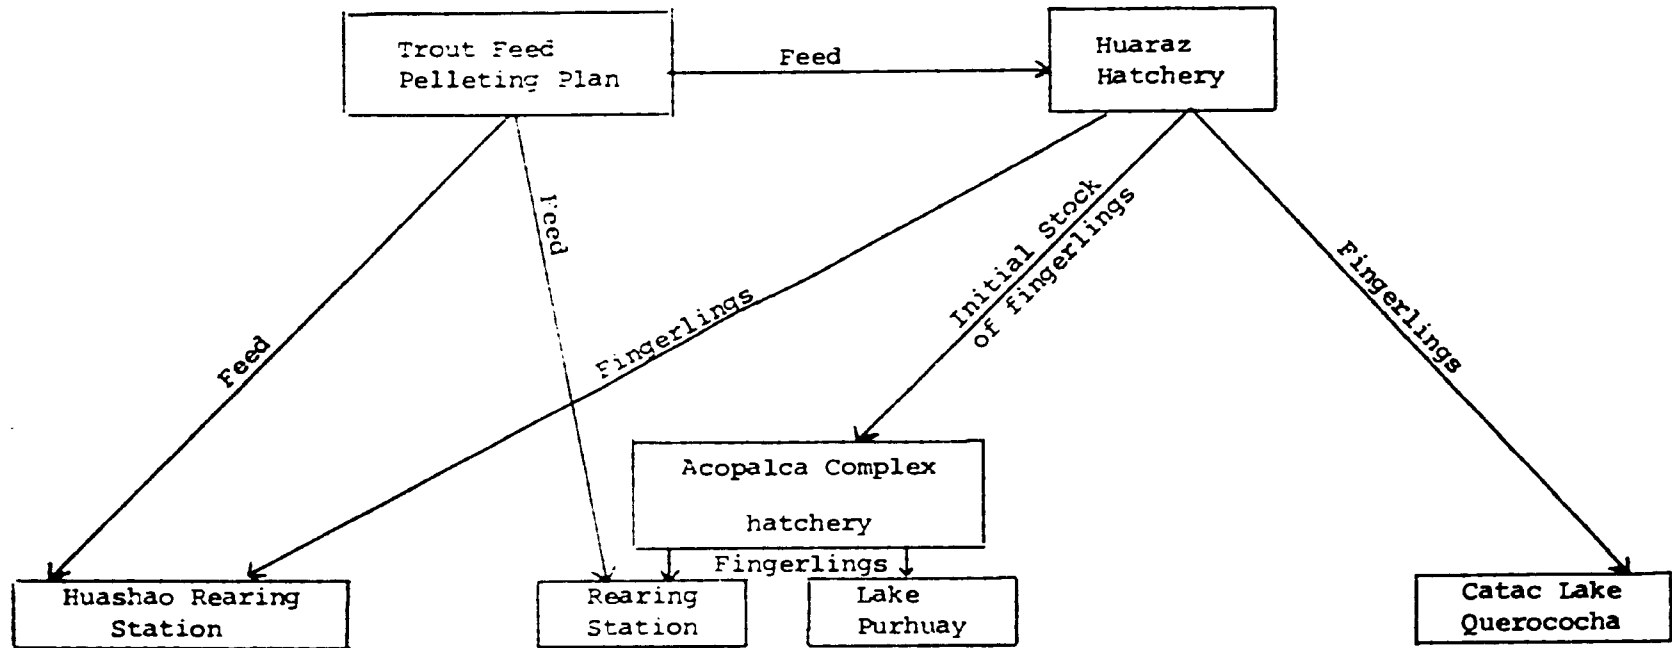 Trout Feed
Pelleting Plan
Feed
Huaraz
Hatchery
Feed
Feed
Fingerlings
Initial Stock
of fingerlings
Fingerlings
Acopalca Complex
hatchery
Fingerlings
Huashao Rearing
Station
Rearing
Station
Lake
Purhuay
Catac Lake
Querococha